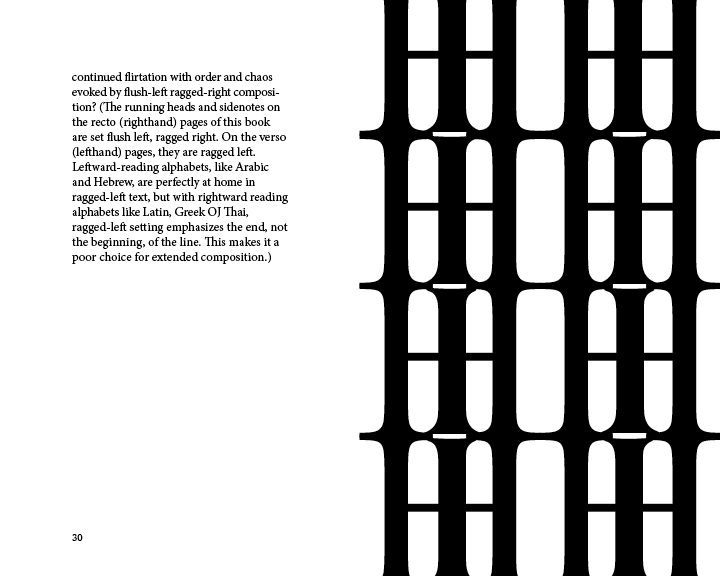 continued flirtation with order and chaos
evoked by flush-left ragged-right composi-
tion? (The running heads and sidenotes on
the recto (righthand) pages of this book
are set flush left, ragged right. On the verso
(lefthand) pages, they are ragged left.
Leftward-reading alphabets, like Arabic
and Hebrew, are perfectly at home in
ragged-left text, but with rightward reading
alphabets like Latin, Greek OJ Thai,
ragged-left setting emphasizes the end, not
the beginning, of the line. This makes it a
poor choice for extended composition.)
30